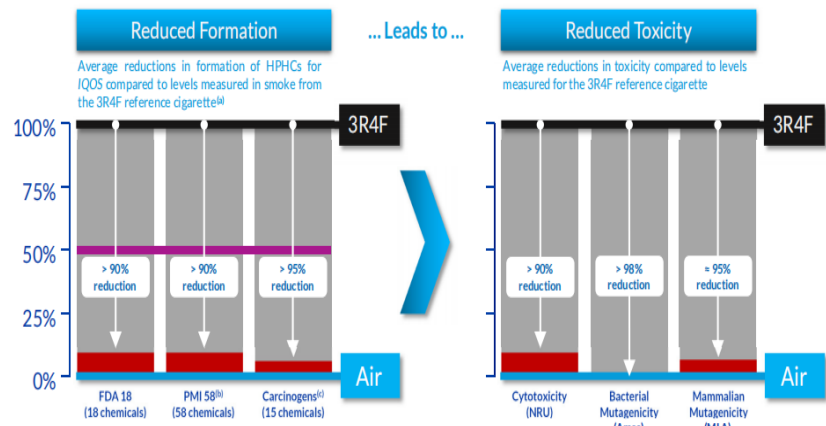 Reduced Formation
... Leads to ...
Reduced Toxicity
Average reductions in formation of HPHCs for
IQOS compared to levels measured in smoke from
the 3R4F reference cigarette(a)
Average reductions in toxicity compared to levels
measured for the 3R4F reference cigarette
100%
75%
50%
25%
0%
3R4F
> 90%
reduction
> 90%
reduction
> 95%
reduction
Air
FDA 18
(18 chemicals)
PMI 58(b)
(58 chemicals)
Carcinogens(c)
(15 chemicals)
3R4F
> 90%
reduction
> 98%
reduction
≈ 95%
reduction
Air
Cytotoxicity
(NRU)
Bacterial
Mutagenicity
Mammalian
Mutagenicity